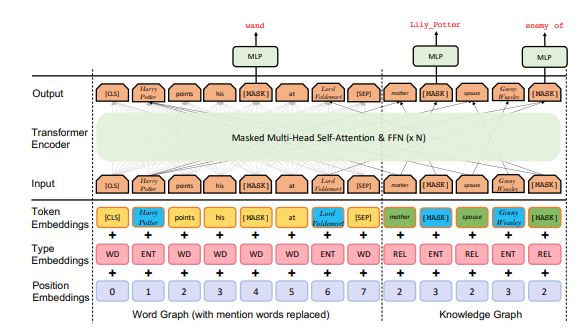 wand Lily_Potter enemy of
MLP MLP MLP
Output [CLS] Harry Potter points his [MASK] at Lord Voldemort [SEP] mother [MASK] spouse Ginny Weasley [MASK]
Transformer Encoder Masked Multi-Head Self-Attention & FFN (x N)
Input [CLS] Harry Potter points his [MASK] at Lord Voldemort [SEP] mother [MASK] spouse Ginny Weasley [MASK]
Token Embeddings [CLS] Harry Potter points his [MASK] at Lord Voldemort [SEP] mother [MASK] spouse Ginny Weasley [MASK]
+ + + + + + + + + + + + +
Type Embeddings WD ENT WD WD WD WD ENT WD REL ENT REL ENT REL
+ + + + + + + + + + + + +
Position Embeddings 0 1 2 3 4 5 6 7 2 3 2 3 2
Word Graph (with mention words replaced) Knowledge Graph